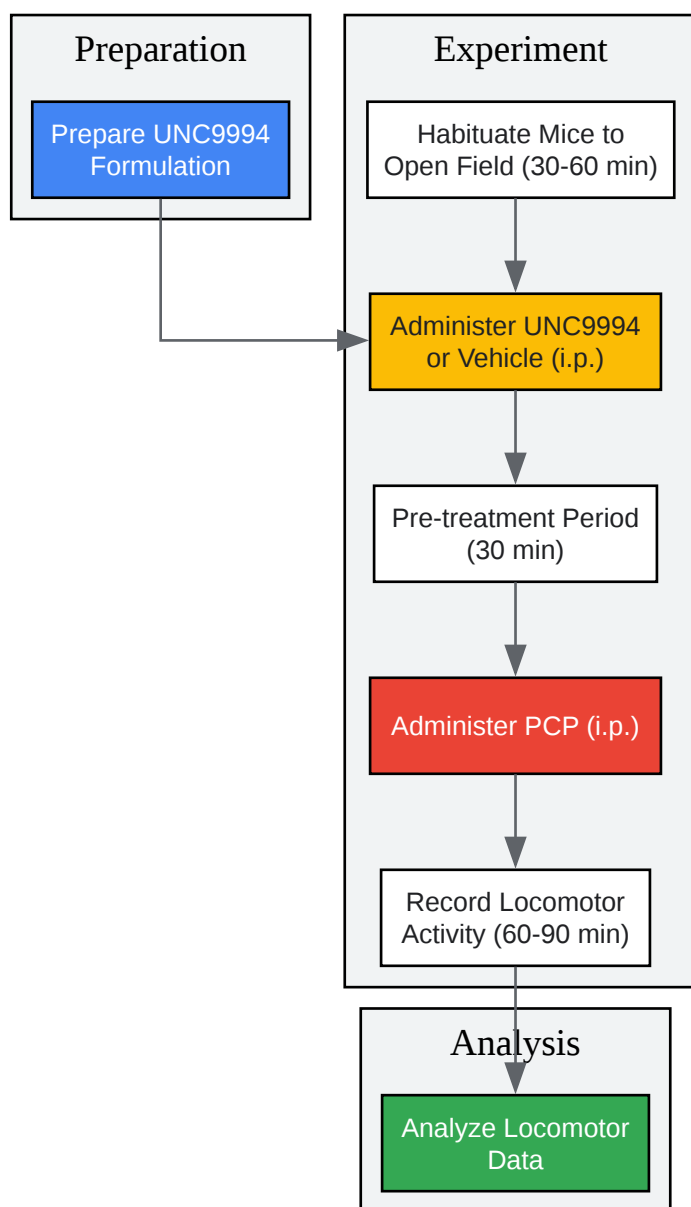 Preparation
Prepare UNC9994
Formulation
Experiment
Habituate Mice to
Open Field (30-60 min)
Administer UNC9994
or Vehicle (i.p.)
Pre-treatment Period
(30 min)
Administer PCP (i.p.)
Record Locomotor
Activity (60-90 min)
Analysis
Analyze Locomotor
Data